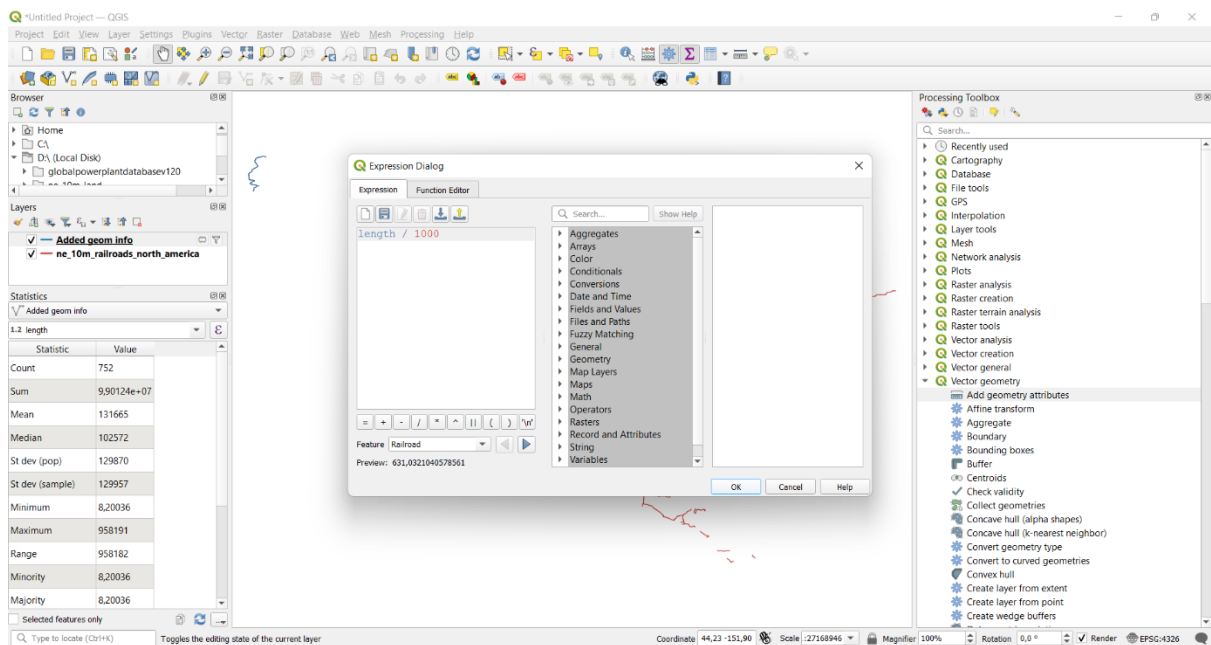 *Untitled Project — QGIS
Project Edit View Layer Settings Plugins Vector Raster Database Web Mesh Processing Help
Browser
Home
C:\
D:\ (Local Disk)
globalpowerplantdatabasev120
ne_10m_land
Layers
Added geom info
ne_10m_railroads_north_america
Statistics
Added geom info
1.2 length
ε
Statistic Value
Count 752
Sum 9,90124e+07
Mean 131665
Median 102572
St dev (pop) 129870
St dev (sample) 129957
Minimum 8,20036
Maximum 958191
Range 958182
Minority 8,20036
Majority 8,20036
Selected features only
Expression Dialog
Expression Function Editor
length / 1000
= + - / * ^ || ( ) '\n'
Feature Railroad
Preview: 631,0321040578561
Search... Show Help
Aggregates
Arrays
Color
Conditionals
Conversions
Date and Time
Fields and Values
Files and Paths
Fuzzy Matching
General
Geometry
Map Layers
Maps
Math
Operators
Rasters
Record and Attributes
String
Variables
OK Cancel Help
Processing Toolbox
Search...
Recently used
Cartography
Database
File tools
GPS
Interpolation
Layer tools
Mesh
Network analysis
Plots
Raster analysis
Raster creation
Raster terrain analysis
Raster tools
Vector analysis
Vector creation
Vector general
Vector geometry
Add geometry attributes
Affine transform
Aggregate
Boundary
Bounding boxes
Buffer
Centroids
Check validity
Collect geometries
Concave hull (alpha shapes)
Concave hull (k-nearest neighbor)
Convert geometry type
Convert to curved geometries
Convex hull
Create layer from extent
Create layer from point
Create wedge buffers
Type to locate (Ctrl+K) Toggles the editing state of the current layer Coordinate 44,23 -151,90 Scale :27168946 Magnifier 100% Rotation 0,0 ° Render EPSG:4326